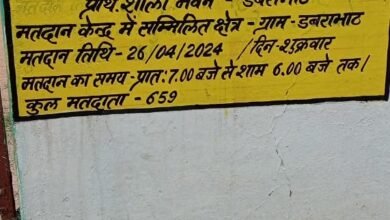 प्राथ. शाला भवन - डबराभाट
मतदान केन्द्र में सम्मिलित क्षेत्र - ग्राम - डबराभाट
मतदान तिथि - 26/04/2024 / दिन - शुक्रवार
मतदान का समय - प्रातः 7.00 बजे से शाम 6.00 बजे तक /
कुल मतदाता - 659